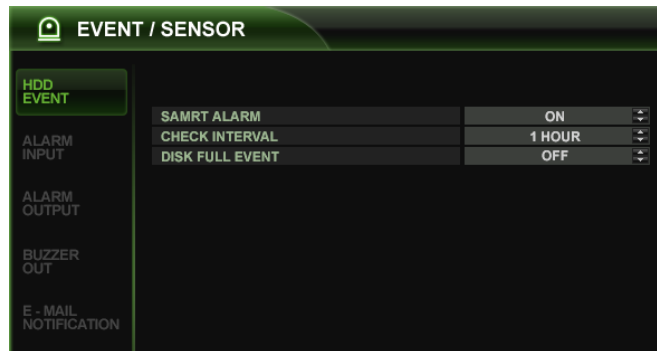 EVENT / SENSOR
HDD
EVENT
ALARM
INPUT
ALARM
OUTPUT
BUZZER
OUT
E - MAIL
NOTIFICATION
SAMRT ALARM ON
CHECK INTERVAL 1 HOUR
DISK FULL EVENT OFF